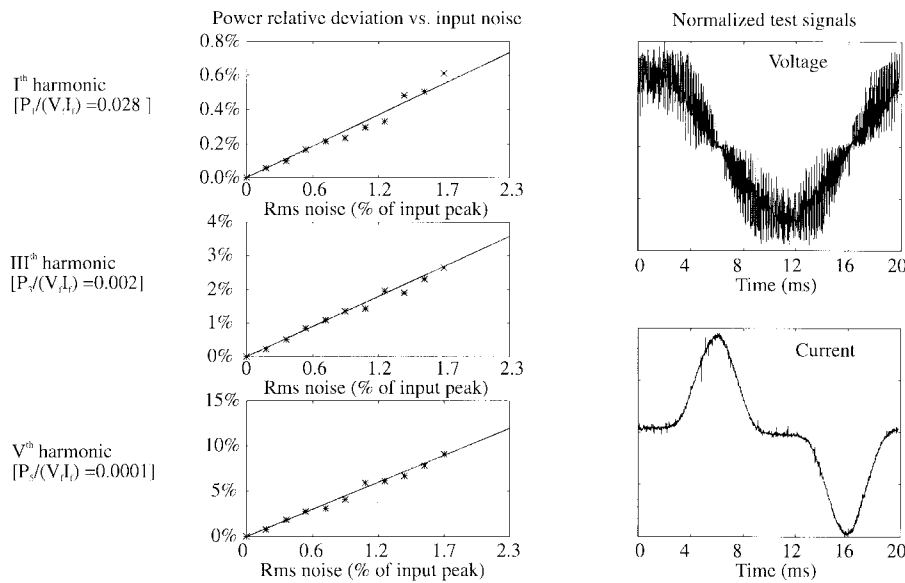 Power relative deviation vs. input noise
Normalized test signals
Iᵗʰ harmonic
[P₁/(VᵢIᵢ) =0.028 ]
0.8%
0.6%
0.4%
0.2%
0.0%
0 0.6 1.2 1.7 2.3
Rms noise (% of input peak)
Voltage
0 4 8 12 16 20
Time (ms)
IIIᵗʰ harmonic
[P₃/(VᵢIᵢ) =0.002]
4%
3%
2%
1%
0%
0 0.6 1.2 1.7 2.3
Rms noise (% of input peak)
Vᵗʰ harmonic
[P₅/(VᵢIᵢ) =0.0001]
15%
10%
5%
0%
0 0.6 1.2 1.7 2.3
Rms noise (% of input peak)
Current
0 4 8 12 16 20
Time (ms)